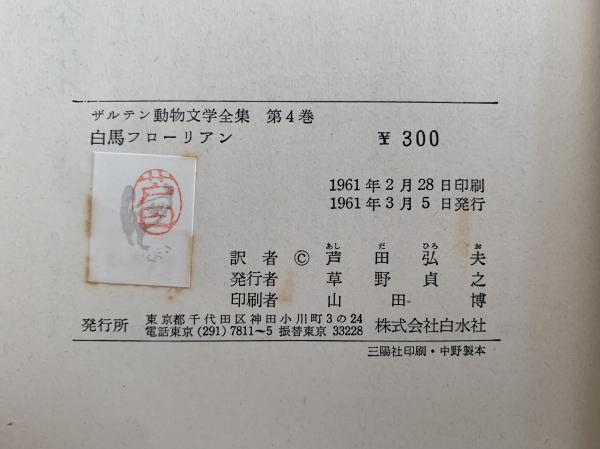 ザルテン動物文学全集 第4巻
白馬フローリアン ¥ 300
1961年2月28日印刷
1961年3月5日発行
あし だ ひろ お
訳者 © 芦田弘夫
発行者 草野貞之
印刷者 山田博
発行所 東京都千代田区神田小川町3の24 株式会社白水社
電話東京(291)7811〜5 振替東京 33228
三陽社印刷・中野製本